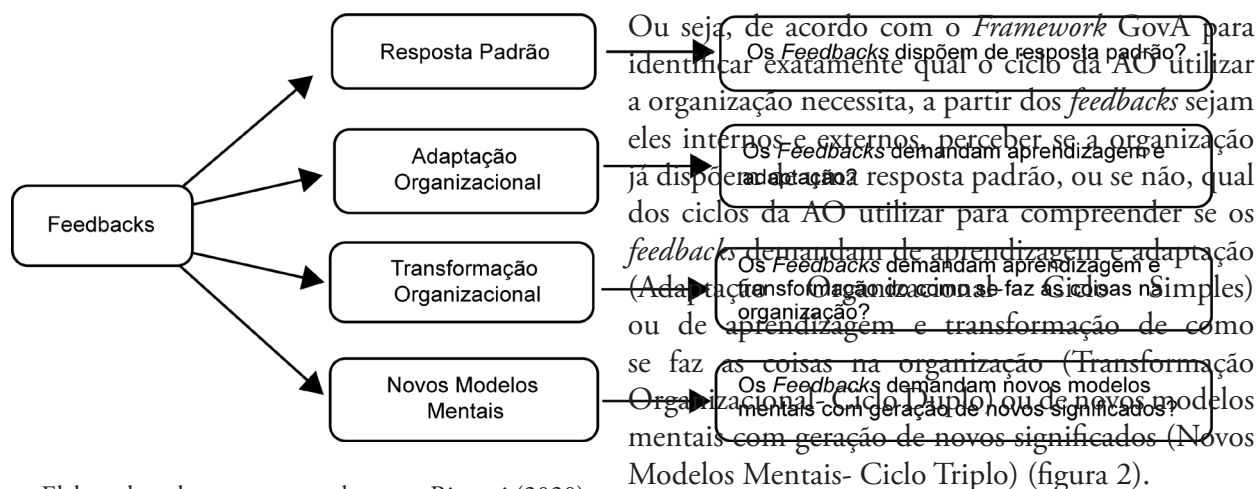 Feedbacks
Resposta Padrão
Adaptação
Organizacional
Transformação
Organizacional
Novos Modelos
Mentais
Os Feedbacks dispõem de resposta padrão?
Os Feedbacks demandam aprendizagem e
adaptação?
Os Feedbacks demandam aprendizagem e
transformação do como se faz as coisas na
organização?
Os Feedbacks demandam novos modelos
mentais com geração de novos significados?
Ou seja, de acordo com o Framework GovA para
identificar exatamente qual o ciclo da AO utilizar
a organização necessita, a partir dos feedbacks sejam
eles internos e externos, perceber se a organização
já dispõem de uma resposta padrão, ou se não, qual
dos ciclos da AO utilizar para compreender se os
feedbacks demandam de aprendizagem e adaptação
(Adaptação Organizacional- Ciclo Simples)
ou de aprendizagem e transformação de como
se faz as coisas na organização (Transformação
Organizacional- Ciclo Duplo) ou de novos modelos
mentais com geração de novos significados (Novos
Modelos Mentais- Ciclo Triplo) (figura 2).